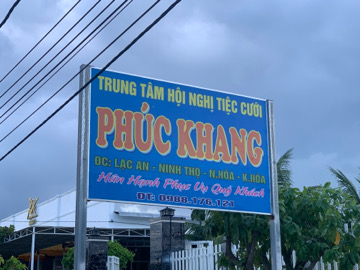 TRUNG TÂM HỘI NGHỊ TIỆC CƯỚI
PHÚC KHANG
ĐC: LẠC AN - NINH THỌ - N.HÒA - K.HÒA
Hân Hạnh Phục Vụ Quý Khách
ĐT: 0988.176.121